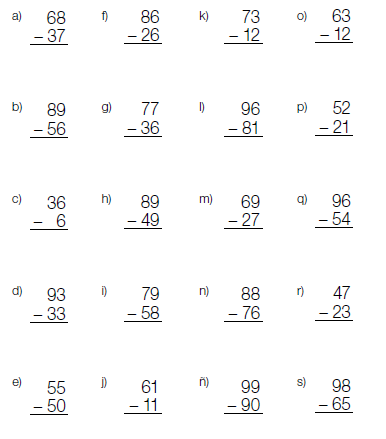 a) 68 f) 86 k) 73 o) 63
– 37 – 26 – 12 – 12
b) 89 g) 77 l) 96 p) 52
– 56 – 36 – 81 – 21
c) 36 h) 89 m) 69 q) 96
– 6 – 49 – 27 – 54
d) 93 i) 79 n) 88 r) 47
– 33 – 58 – 76 – 23
e) 55 j) 61 ñ) 99 s) 98
– 50 – 11 – 90 – 65